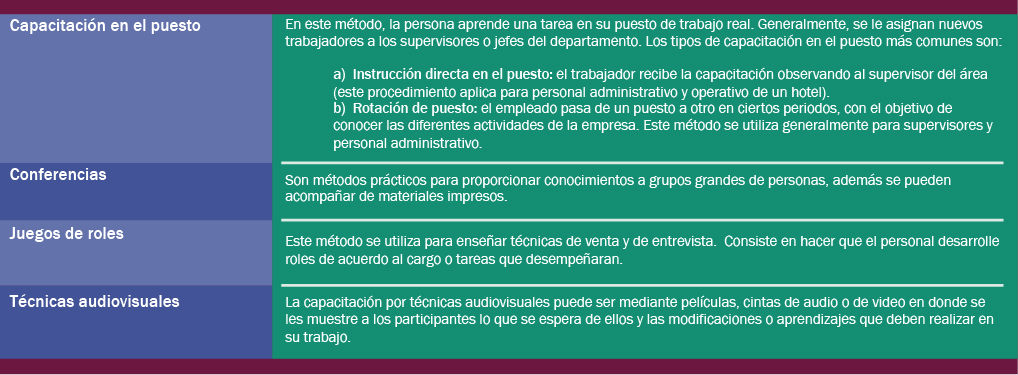 Capacitación en el puesto
En este método, la persona aprende una tarea en su puesto de trabajo real. Generalmente, se le asignan nuevos
trabajadores a los supervisores o jefes del departamento. Los tipos de capacitación en el puesto más comunes son:
a) Instrucción directa en el puesto: el trabajador recibe la capacitación observando al supervisor del área
(este procedimiento aplica para personal administrativo y operativo de un hotel).
b) Rotación de puesto: el empleado pasa de un puesto a otro en ciertos periodos, con el objetivo de
conocer las diferentes actividades de la empresa. Este método se utiliza generalmente para supervisores y
personal administrativo.
Conferencias
Son métodos prácticos para proporcionar conocimientos a grupos grandes de personas, además se pueden
acompañar de materiales impresos.
Juegos de roles
Este método se utiliza para enseñar técnicas de venta y de entrevista. Consiste en hacer que el personal desarrolle
roles de acuerdo al cargo o tareas que desempeñaran.
Técnicas audiovisuales
La capacitación por técnicas audiovisuales puede ser mediante películas, cintas de audio o de video en donde se
les muestre a los participantes lo que se espera de ellos y las modificaciones o aprendizajes que deben realizar en
su trabajo.